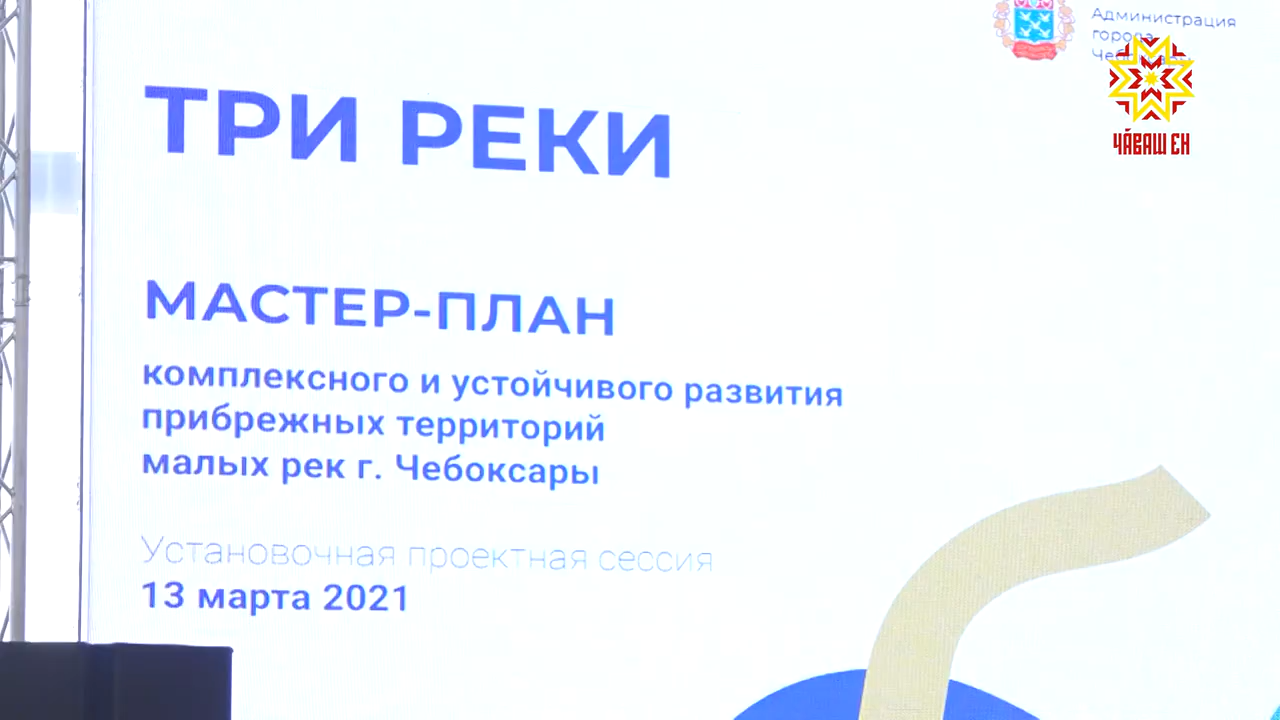 Администрация
города
ЧӐВАШ ЕН
ТРИ РЕКИ
МАСТЕР-ПЛАН
комплексного и устойчивого развития
прибрежных территорий
малых рек г. Чебоксары
Установочная проектная сессия
13 марта 2021